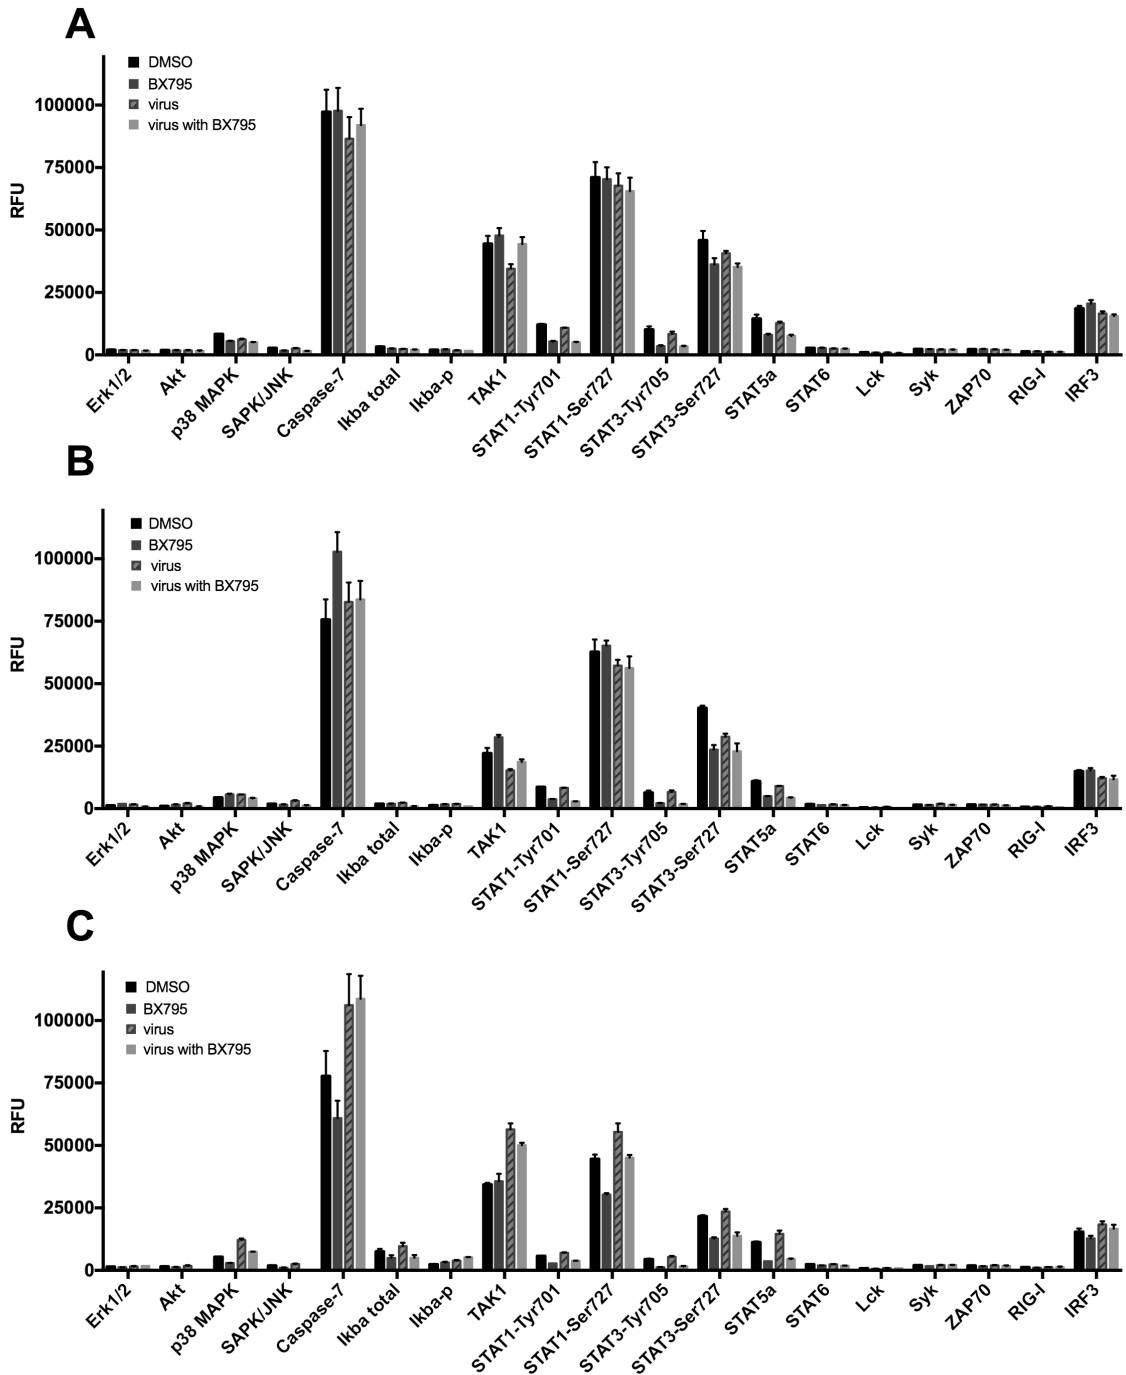 A
DMSO
BX795
virus
virus with BX795
100000
75000
50000
25000
0
RFU
Erk1/2
Akt
p38 MAPK
SAPK/JNK
Caspase-7
Ikba total
Ikba-p
TAK1
STAT1-Tyr701
STAT1-Ser727
STAT3-Tyr705
STAT3-Ser727
STAT5a
STAT6
Lck
Syk
ZAP70
RIG-I
IRF3
B
DMSO
BX795
virus
virus with BX795
100000
75000
50000
25000
0
RFU
Erk1/2
Akt
p38 MAPK
SAPK/JNK
Caspase-7
Ikba total
Ikba-p
TAK1
STAT1-Tyr701
STAT1-Ser727
STAT3-Tyr705
STAT3-Ser727
STAT5a
STAT6
Lck
Syk
ZAP70
RIG-I
IRF3
C
DMSO
BX795
virus
virus with BX795
100000
75000
50000
25000
0
RFU
Erk1/2
Akt
p38 MAPK
SAPK/JNK
Caspase-7
Ikba total
Ikba-p
TAK1
STAT1-Tyr701
STAT1-Ser727
STAT3-Tyr705
STAT3-Ser727
STAT5a
STAT6
Lck
Syk
ZAP70
RIG-I
IRF3